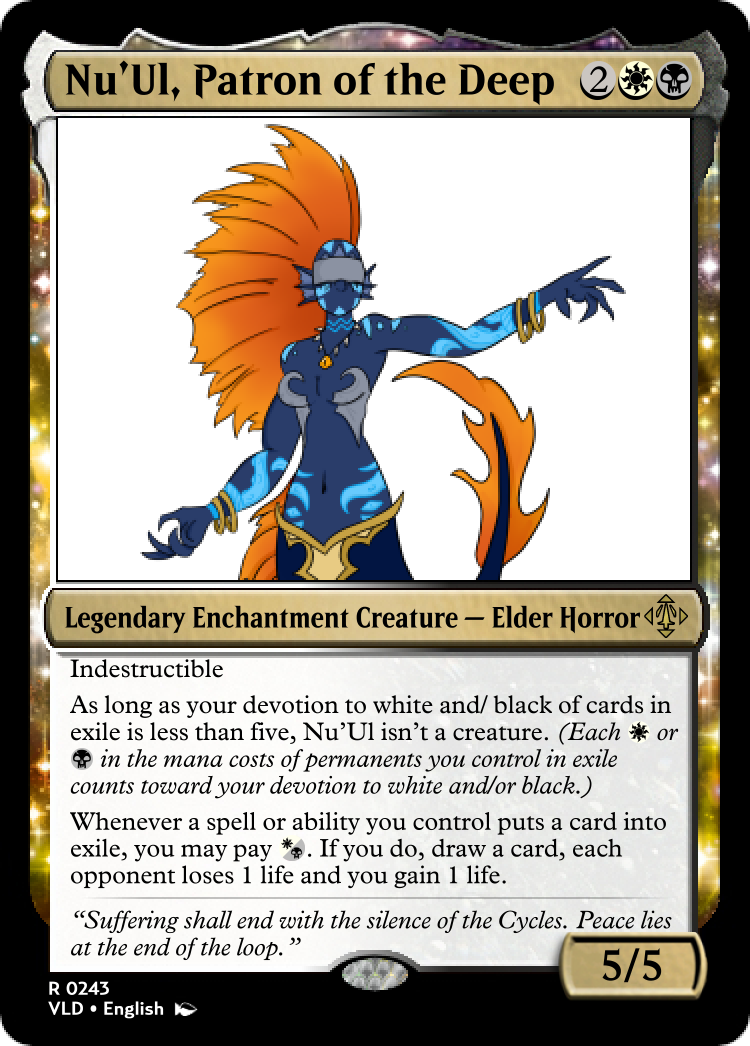 Nu'Ul, Patron of the Deep 2
Legendary Enchantment Creature — Elder Horror
Indestructible
As long as your devotion to white and/ black of cards in
exile is less than five, Nu'Ul isn't a creature. (Each or
in the mana costs of permanents you control in exile
counts toward your devotion to white and/or black.)
Whenever a spell or ability you control puts a card into
exile, you may pay . If you do, draw a card, each
opponent loses 1 life and you gain 1 life.
“Suffering shall end with the silence of the Cycles. Peace lies
at the end of the loop.”
5/5
R 0243
VLD • English